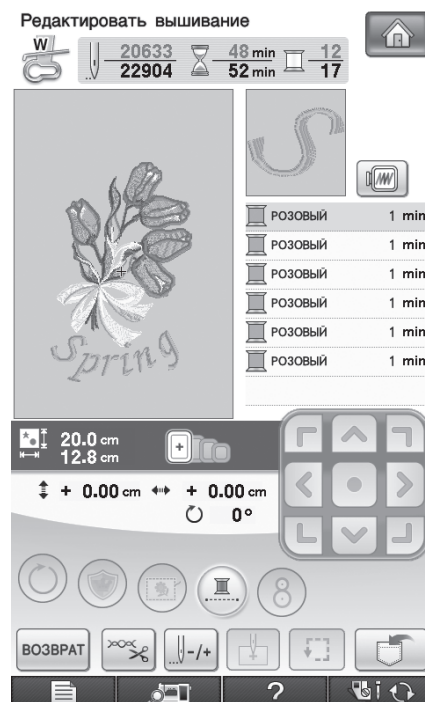 Редактировать вышивание
W
20633 48 min 12
22904 52 min 17
РОЗОВЫЙ 1 min
РОЗОВЫЙ 1 min
РОЗОВЫЙ 1 min
РОЗОВЫЙ 1 min
РОЗОВЫЙ 1 min
РОЗОВЫЙ 1 min
Spring
20.0 cm
12.8 cm
+ 0.00 cm + 0.00 cm
0°
ВОЗВРАТ -/+
? i